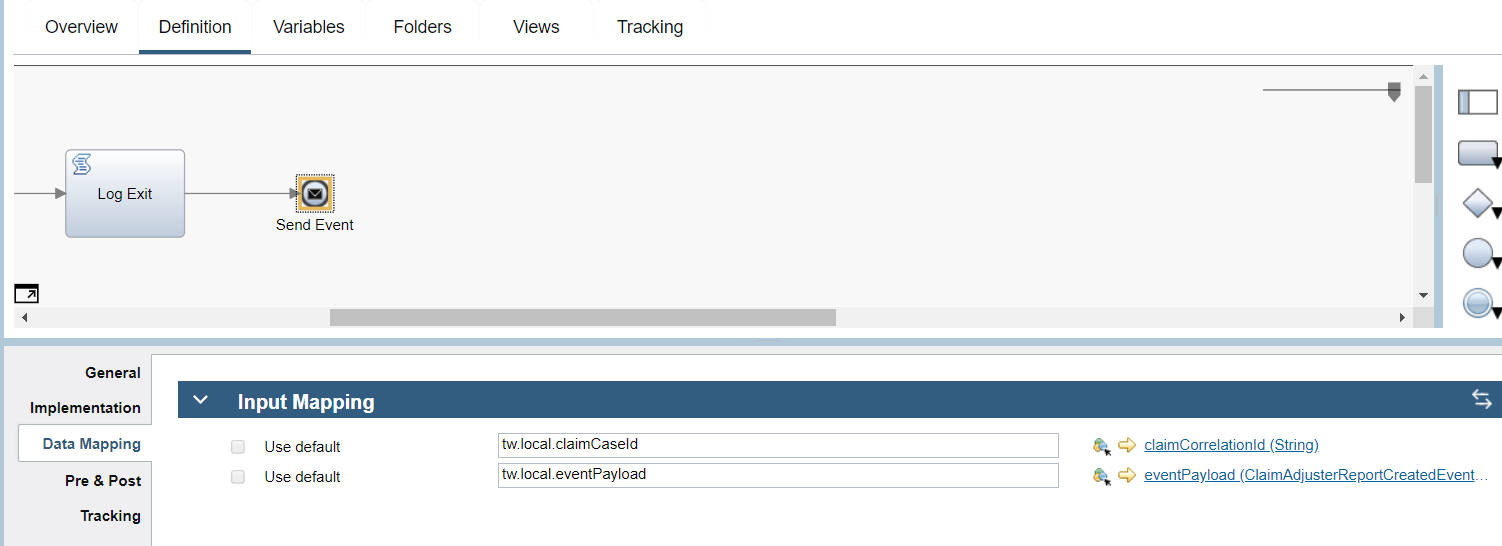 Overview Definition Variables Folders Views Tracking
Log Exit
Send Event
General
Implementation
Data Mapping
Pre & Post
Tracking
Input Mapping
Use default tw.local.claimCaseId claimCorrelationId (String)
Use default tw.local.eventPayload eventPayload (ClaimAdjusterReportCreatedEvent...